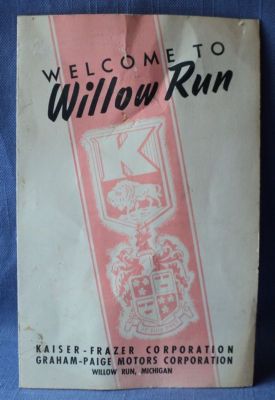 WELCOME TO
Willow Run
K
KAISER-FRAZER CORPORATION
GRAHAM-PAIGE MOTORS CORPORATION
WILLOW RUN, MICHIGAN